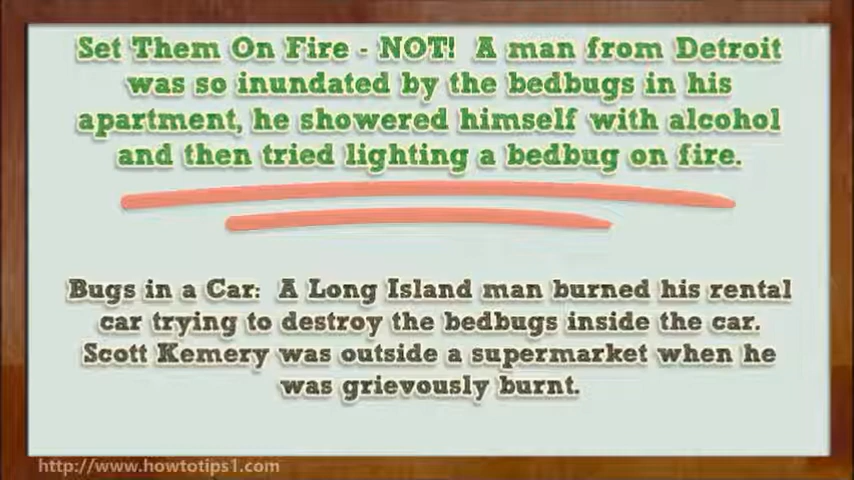 Set Them On Fire - NOT!  A man from Detroit
was so inundated by the bedbugs in his
apartment, he showered himself with alcohol
and then tried lighting a bedbug on fire.
Bugs in a Car:  A Long Island man burned his rental
car trying to destroy the bedbugs inside the car.
Scott Kemery was outside a supermarket when he
was grievously burnt.
http://www.howtotips1.com